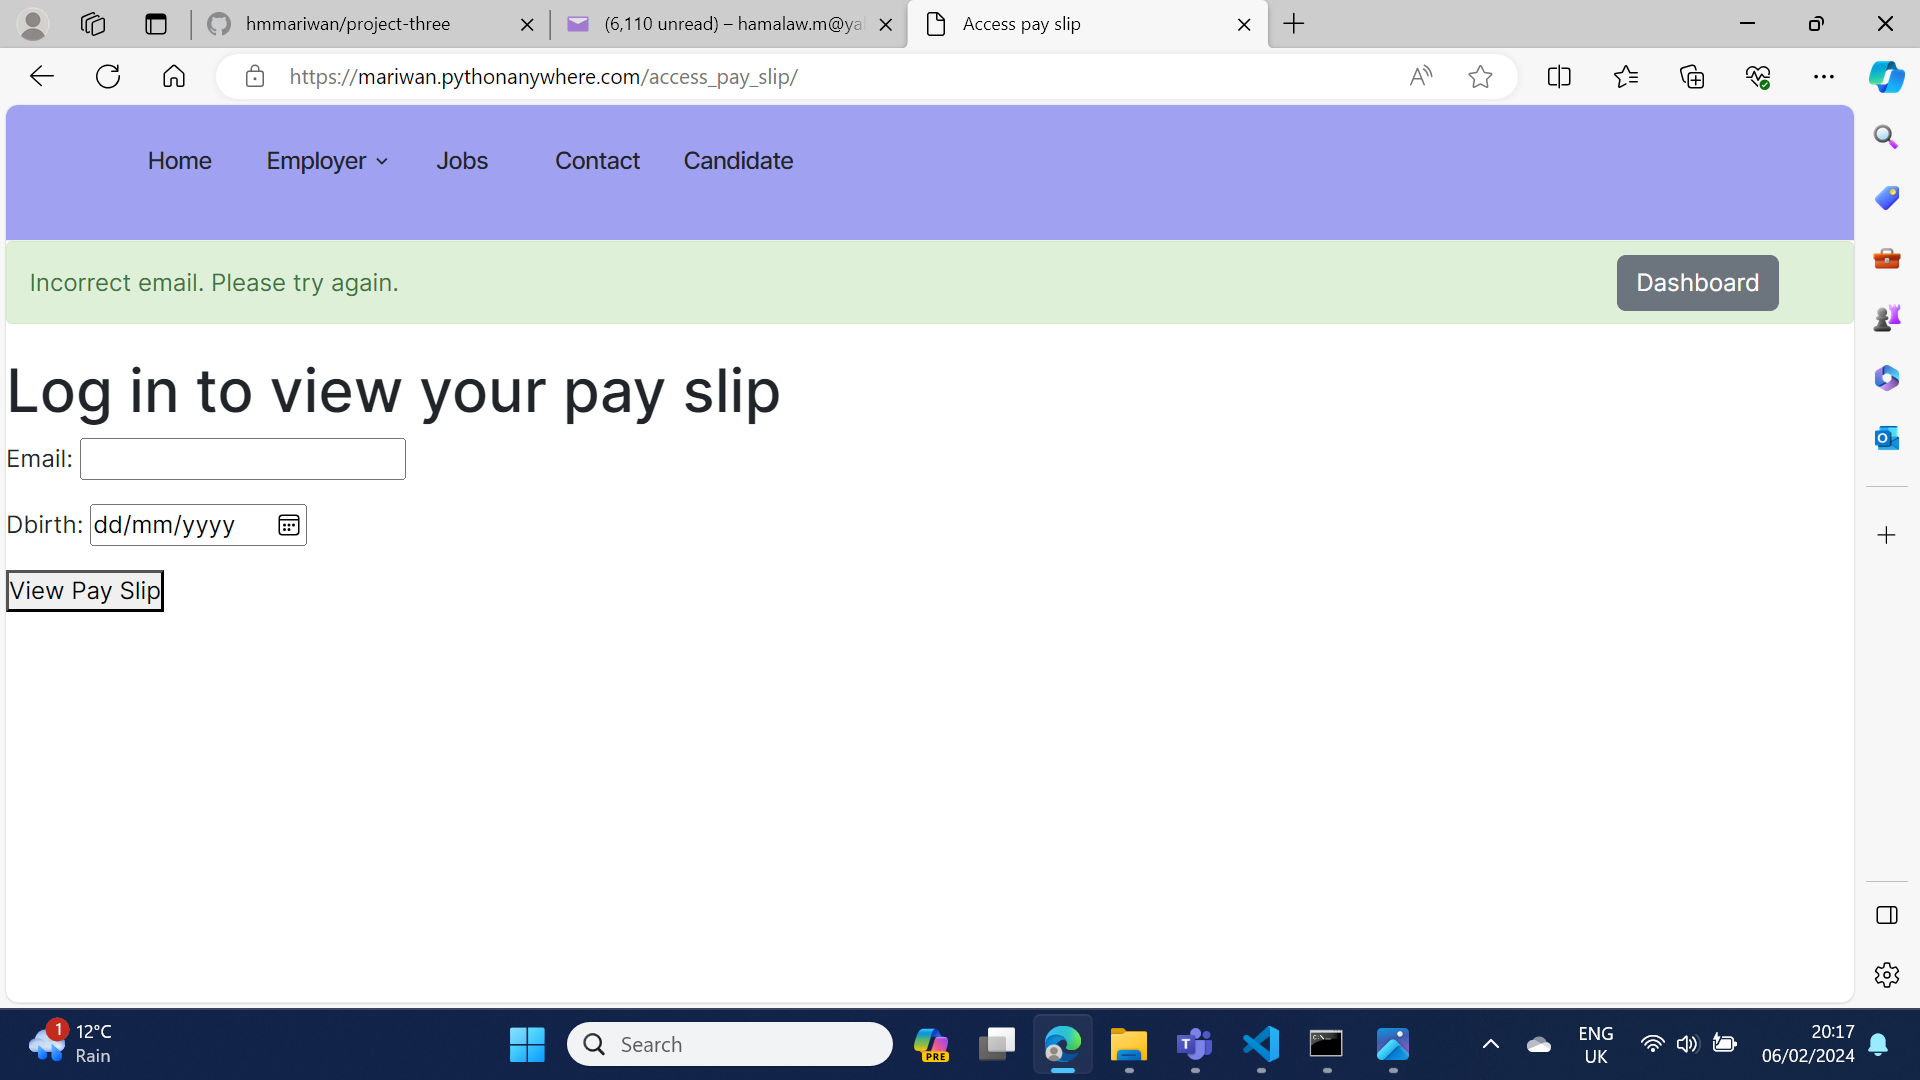 hmmariwan/project-three
(6,110 unread) – hamalaw.m@ya
Access pay slip
https://mariwan.pythonanywhere.com/access_pay_slip/
Home Employer Jobs Contact Candidate
Incorrect email. Please try again.
Dashboard
Log in to view your pay slip
Email:
Dbirth: dd/mm/yyyy
View Pay Slip
1
12°C
Rain
Search
PRE
ENG
UK
20:17
06/02/2024